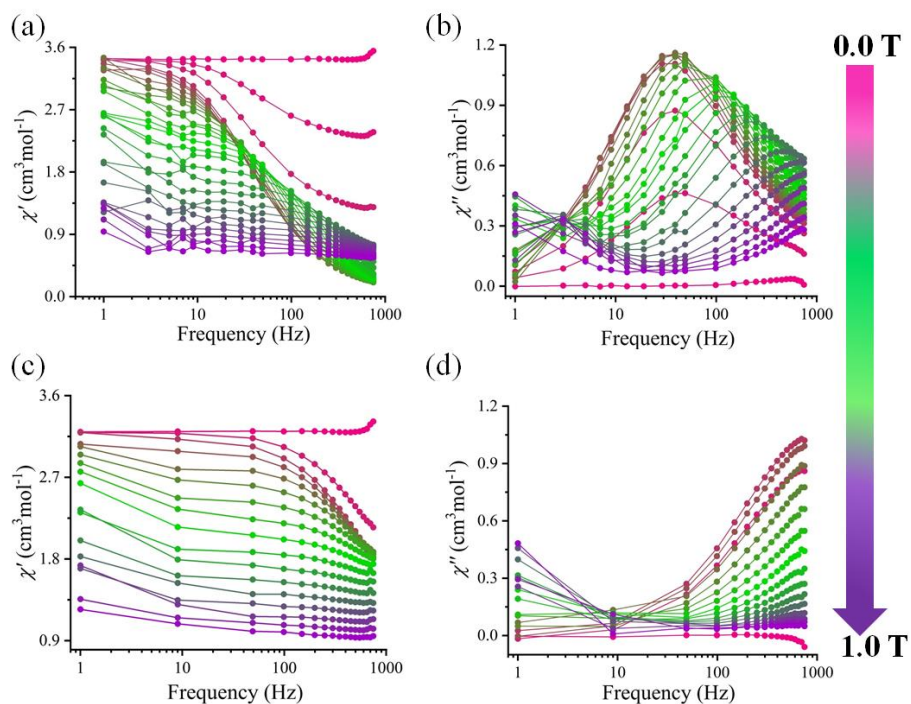 (a)
3.6
2.7
1.8
0.9
0.0
χ′ (cm³mol⁻¹)
1 10 100 1000
Frequency (Hz)
(b)
1.2
0.9
0.6
0.3
0.0
χ″ (cm³mol⁻¹)
1 10 100 1000
Frequency (Hz)
0.0 T
(c)
3.6
2.7
1.8
0.9
χ′ (cm³mol⁻¹)
1 10 100 1000
Frequency (Hz)
(d)
1.2
0.9
0.6
0.3
0.0
χ″ (cm³mol⁻¹)
1 10 100 1000
Frequency (Hz)
1.0 T